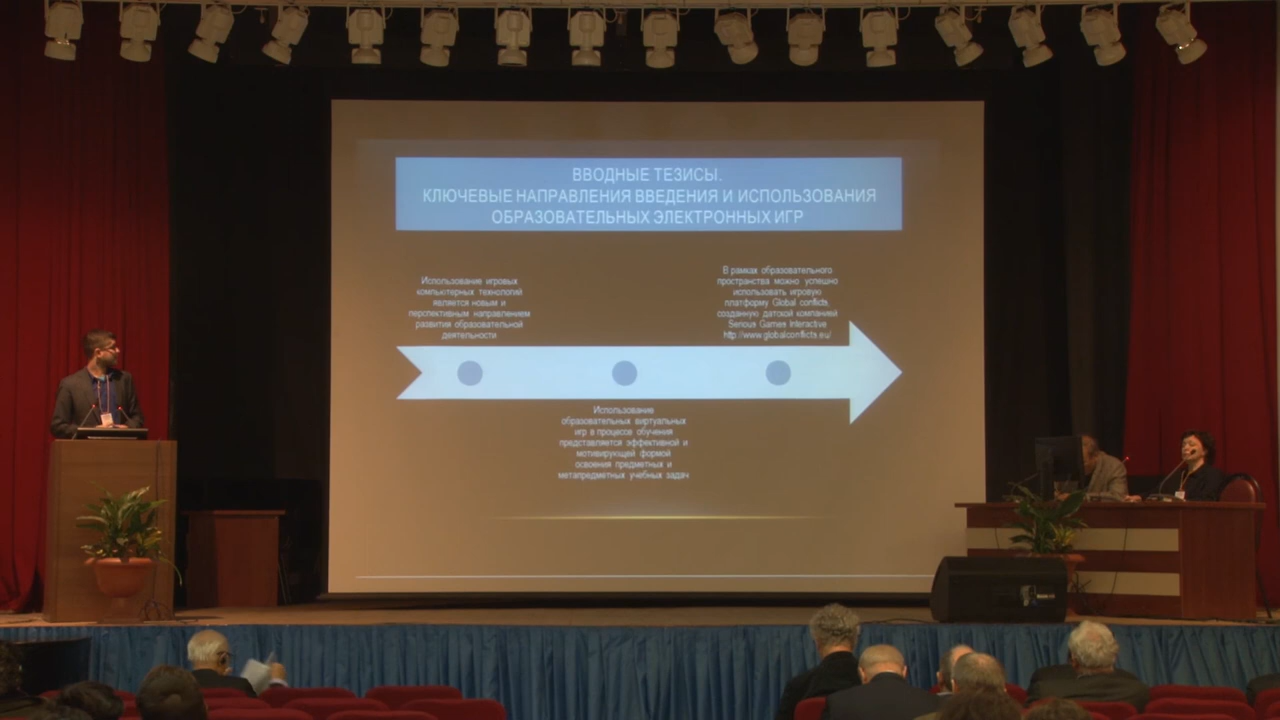 ВВОДНЫЕ ТЕЗИСЫ.
КЛЮЧЕВЫЕ НАПРАВЛЕНИЯ ВВЕДЕНИЯ И ИСПОЛЬЗОВАНИЯ
ОБРАЗОВАТЕЛЬНЫХ ЭЛЕКТРОННЫХ ИГР
Использование игровых
компьютерных технологий
является новым и
перспективным направлением
развития образовательной
деятельности
Использование
образовательных виртуальных
игр в процессе обучения
представляется эффективной и
мотивирующей формой
освоения предметных и
метапредметных учебных задач
В рамках образовательного
пространства можно успешно
использовать игровую
платформу Global conflicts,
созданную датской компанией
Serious Games Interactive
http://www.globalconflicts.eu/